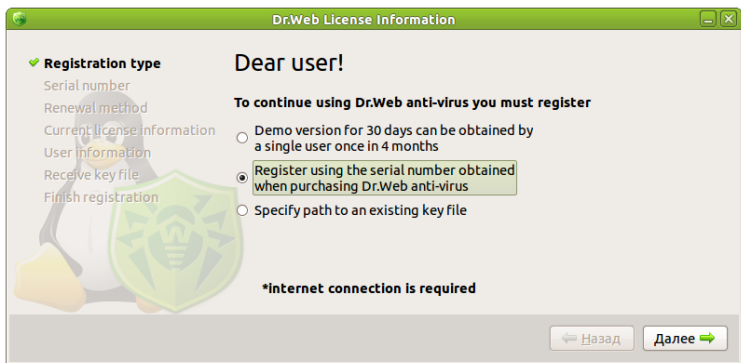 Dr.Web License Information
Registration type
Serial number
Renewal method
Current license information
User information
Receive key file
Finish registration
Dear user!
To continue using Dr.Web anti-virus you must register
Demo version for 30 days can be obtained by
a single user once in 4 months
Register using the serial number obtained
when purchasing Dr.Web anti-virus
Specify path to an existing key file
*internet connection is required
Назад
Далее